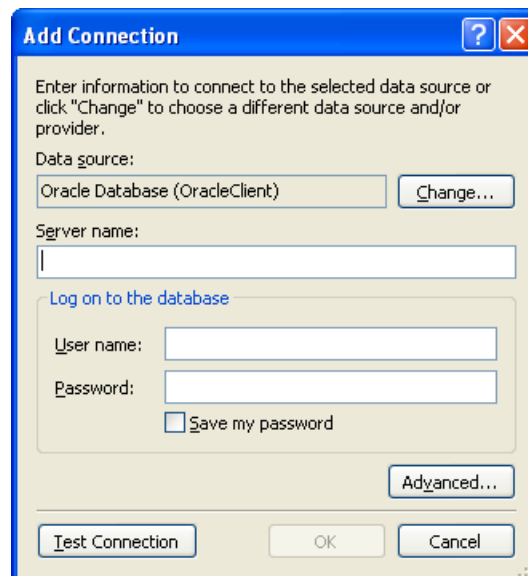 Add Connection
Enter information to connect to the selected data source or
click "Change" to choose a different data source and/or
provider.
Data source:
Oracle Database (OracleClient)
Change...
Server name:
Log on to the database
User name:
Password:
Save my password
Advanced...
Test Connection
OK
Cancel